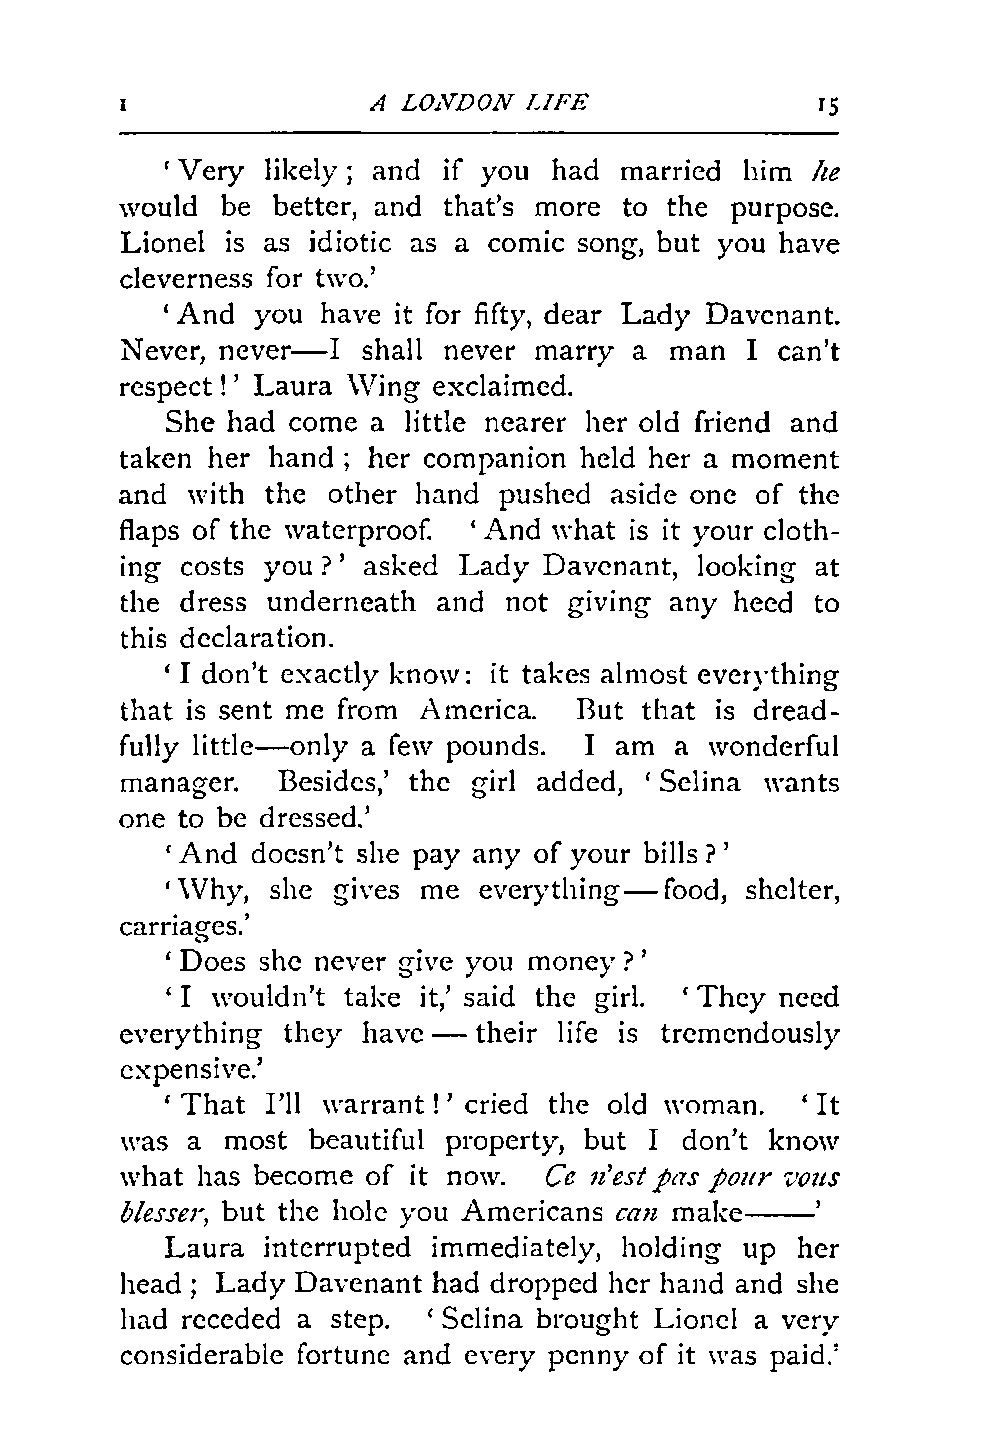 I A LONDON LIFE 15
‘ Very likely ; and if you had married him he
would be better, and that's more to the purpose.
Lionel is as idiotic as a comic song, but you have
cleverness for two.’
‘ And you have it for fifty, dear Lady Davenant.
Never, never—I shall never marry a man I can't
respect ! ’ Laura Wing exclaimed.
She had come a little nearer her old friend and
taken her hand ; her companion held her a moment
and with the other hand pushed aside one of the
flaps of the waterproof. ‘ And what is it your cloth-
ing costs you ? ’ asked Lady Davenant, looking at
the dress underneath and not giving any heed to
this declaration.
‘ I don't exactly know : it takes almost everything
that is sent me from America. But that is dread-
fully little—only a few pounds. I am a wonderful
manager. Besides,’ the girl added, ‘ Selina wants
one to be dressed.’
‘ And doesn't she pay any of your bills ? ’
‘ Why, she gives me everything—food, shelter,
carriages.’
‘ Does she never give you money ? ’
‘ I wouldn't take it,’ said the girl. ‘ They need
everything they have — their life is tremendously
expensive.’
‘ That I'll warrant ! ’ cried the old woman. ‘ It
was a most beautiful property, but I don't know
what has become of it now. Ce n'est pas pour vous
blesser, but the hole you Americans can make——’
Laura interrupted immediately, holding up her
head ; Lady Davenant had dropped her hand and she
had receded a step. ‘ Selina brought Lionel a very
considerable fortune and every penny of it was paid.’